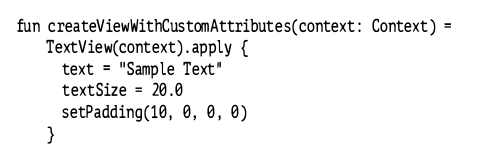 fun createViewWithCustomAttributes(context: Context) =
    TextView(context).apply {
      text = "Sample Text"
      textSize = 20.0
      setPadding(10, 0, 0, 0)
    }